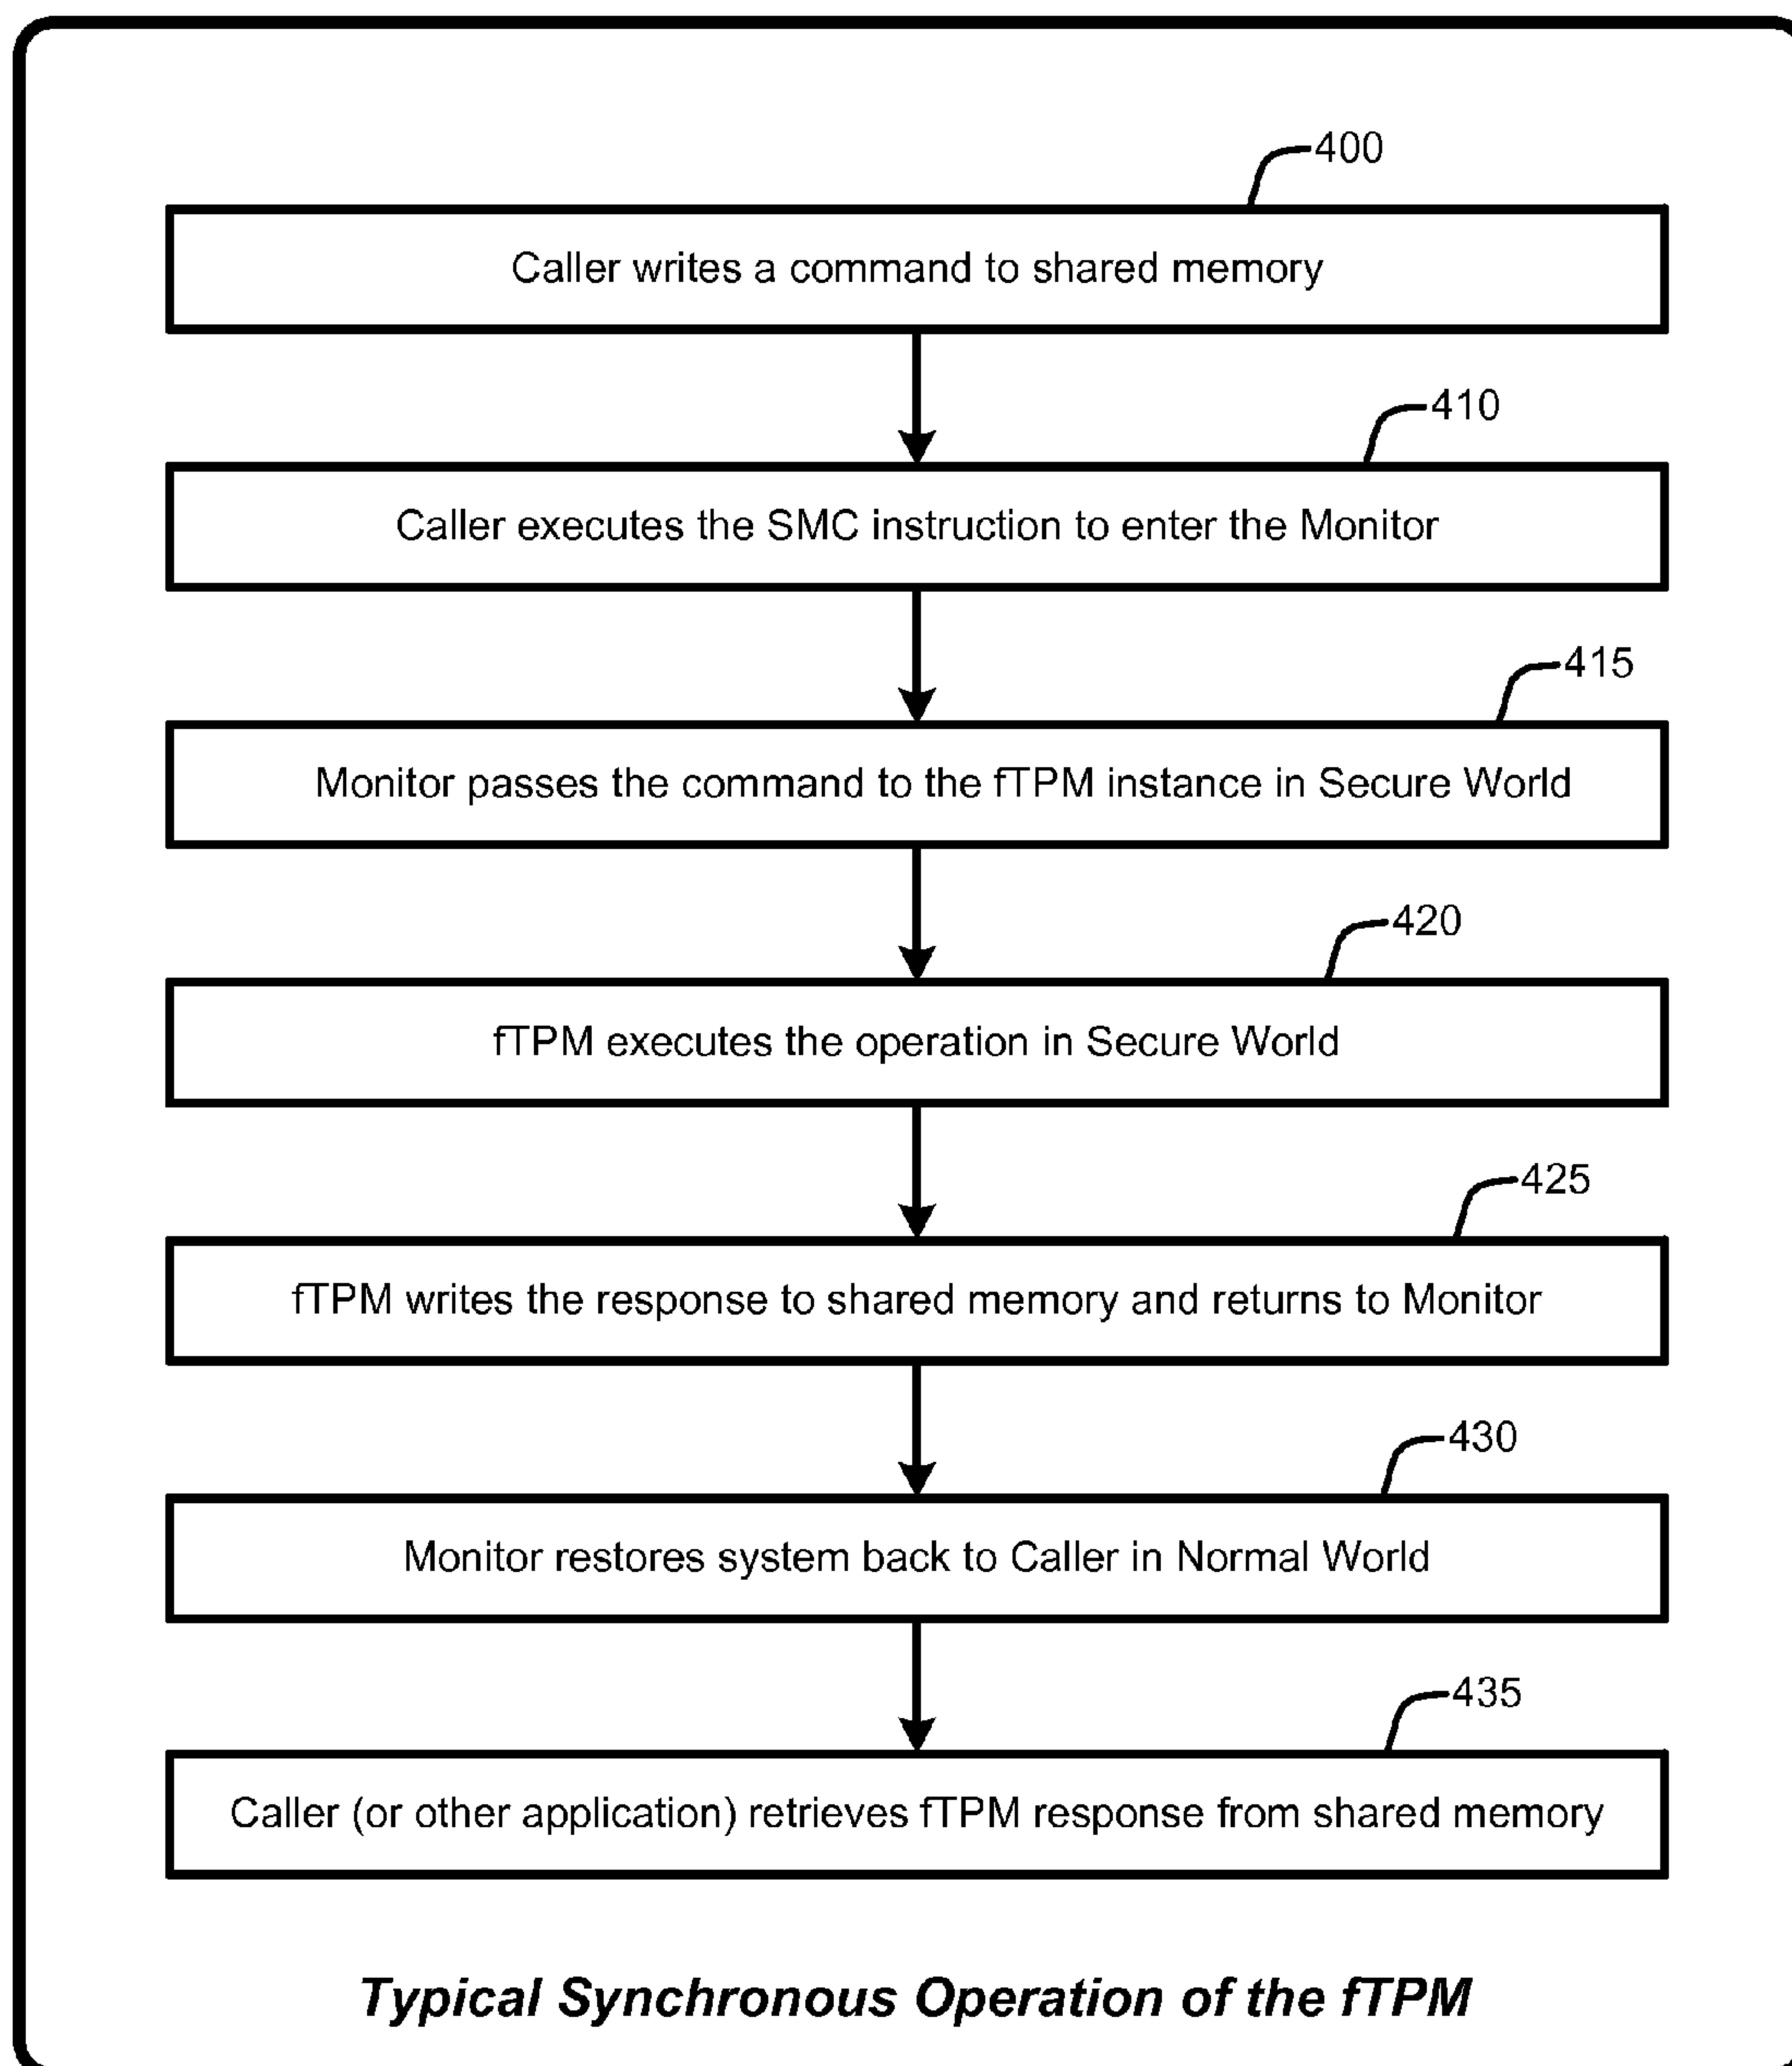 400
Caller writes a command to shared memory
410
Caller executes the SMC instruction to enter the Monitor
415
Monitor passes the command to the fTPM instance in Secure World
420
fTPM executes the operation in Secure World
425
fTPM writes the response to shared memory and returns to Monitor
430
Monitor restores system back to Caller in Normal World
435
Caller (or other application) retrieves fTPM response from shared memory
Typical Synchronous Operation of the fTPM